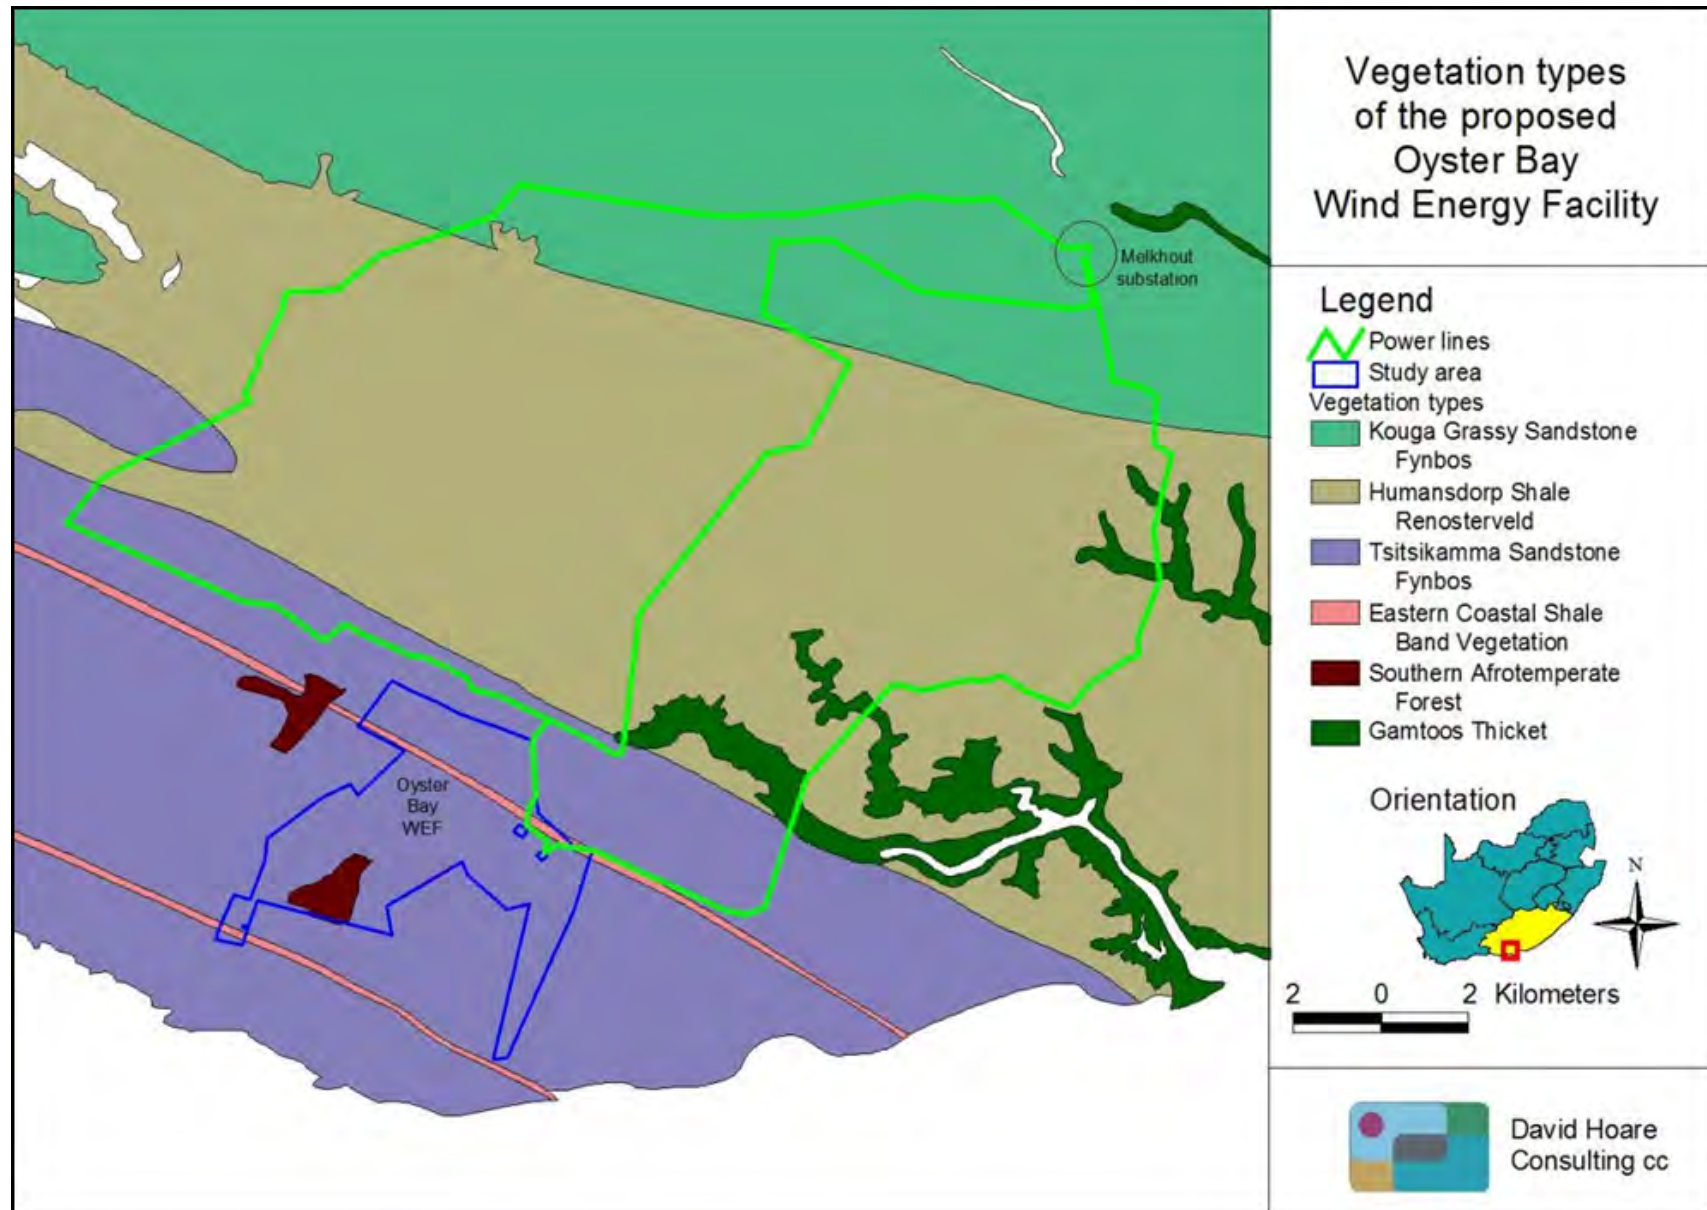 Vegetation types
of the proposed
Oyster Bay
Wind Energy Facility
Melkhout
substation
Oyster
Bay
WEF
Legend
Power lines
Study area
Vegetation types
Kouga Grassy Sandstone
Fynbos
Humansdorp Shale
Renosterveld
Tsitsikamma Sandstone
Fynbos
Eastern Coastal Shale
Band Vegetation
Southern Afrotemperate
Forest
Gamtoos Thicket
Orientation
N
2 0 2 Kilometers
David Hoare
Consulting cc